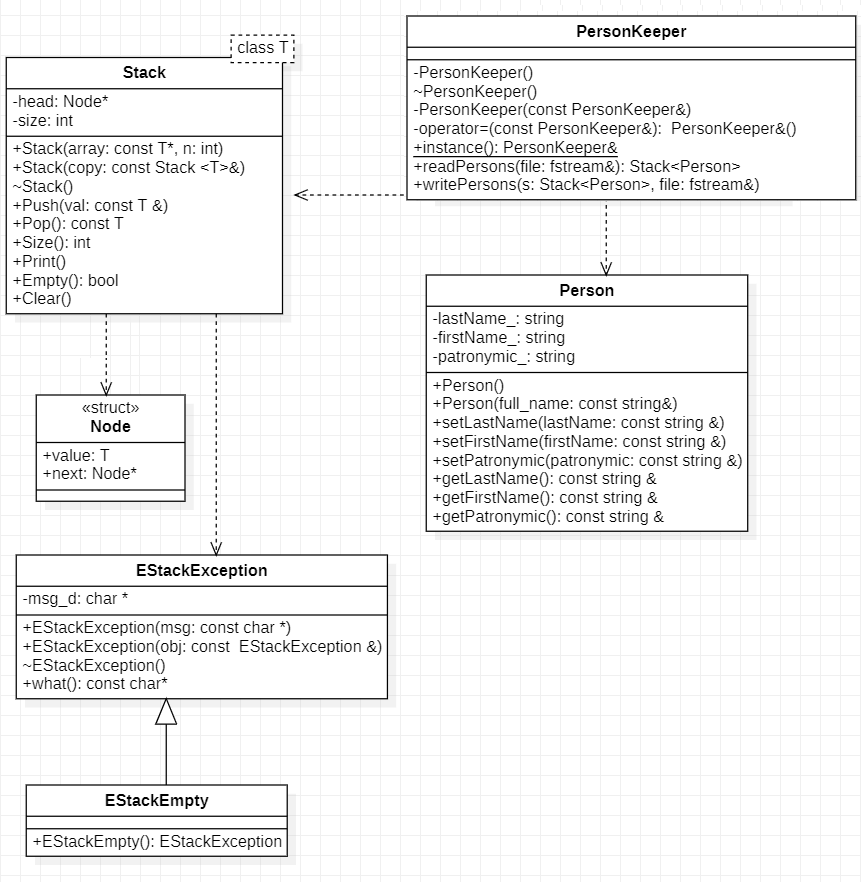 class T
Stack
-head: Node*
-size: int
+Stack(array: const T*, n: int)
+Stack(copy: const Stack <T>&)
~Stack()
+Push(val: const T &)
+Pop(): const T
+Size(): int
+Print()
+Empty(): bool
+Clear()
PersonKeeper
-PersonKeeper()
~PersonKeeper()
-PersonKeeper(const PersonKeeper&)
-operator=(const PersonKeeper&):  PersonKeeper&()
+instance(): PersonKeeper&
+readPersons(file: fstream&): Stack<Person>
+writePersons(s: Stack<Person>, file: fstream&)
Person
-lastName_: string
-firstName_: string
-patronymic_: string
+Person()
+Person(full_name: const string&)
+setLastName(lastName: const string &)
+setFirstName(firstName: const string &)
+setPatronymic(patronymic: const string &)
+getLastName(): const string &
+getFirstName(): const string &
+getPatronymic(): const string &
«struct»
Node
+value: T
+next: Node*
EStackException
-msg_d: char *
+EStackException(msg: const char *)
+EStackException(obj: const  EStackException &)
~EStackException()
+what(): const char*
EStackEmpty
+EStackEmpty(): EStackException